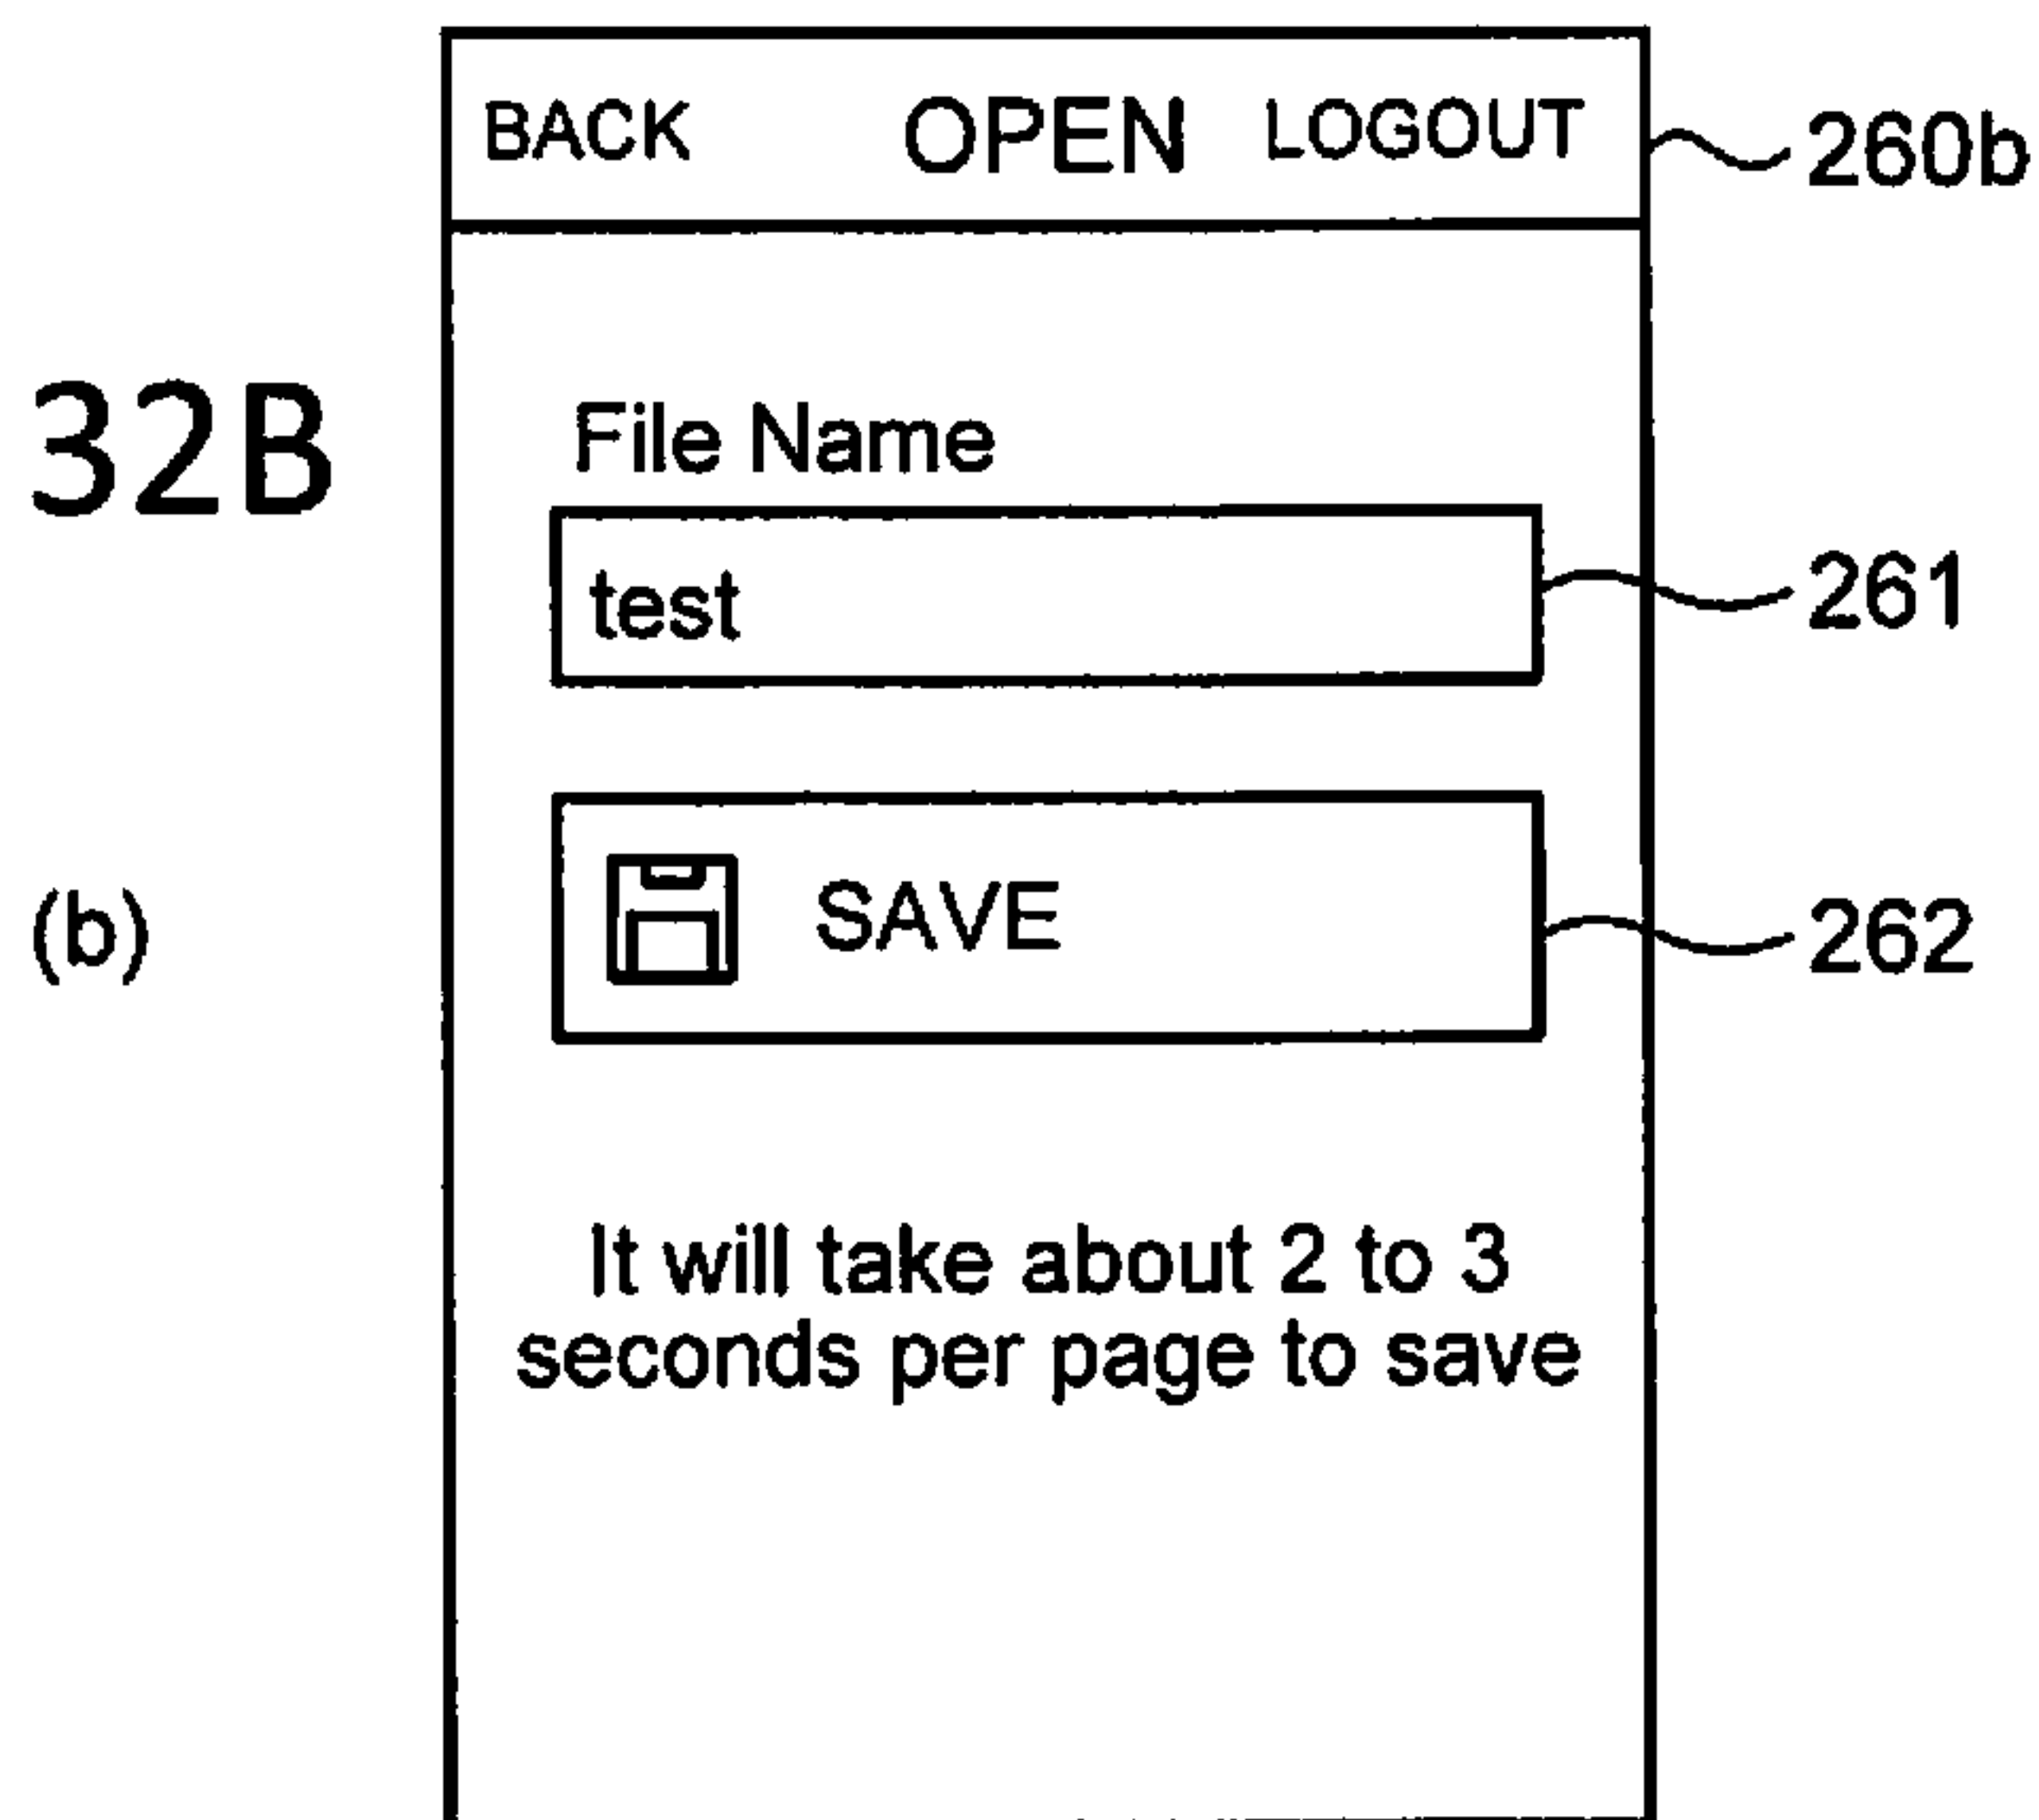 BACK OPEN LOGOUT 260b
32B
File Name
test 261
(b) SAVE 262
It will take about 2 to 3
seconds per page to save